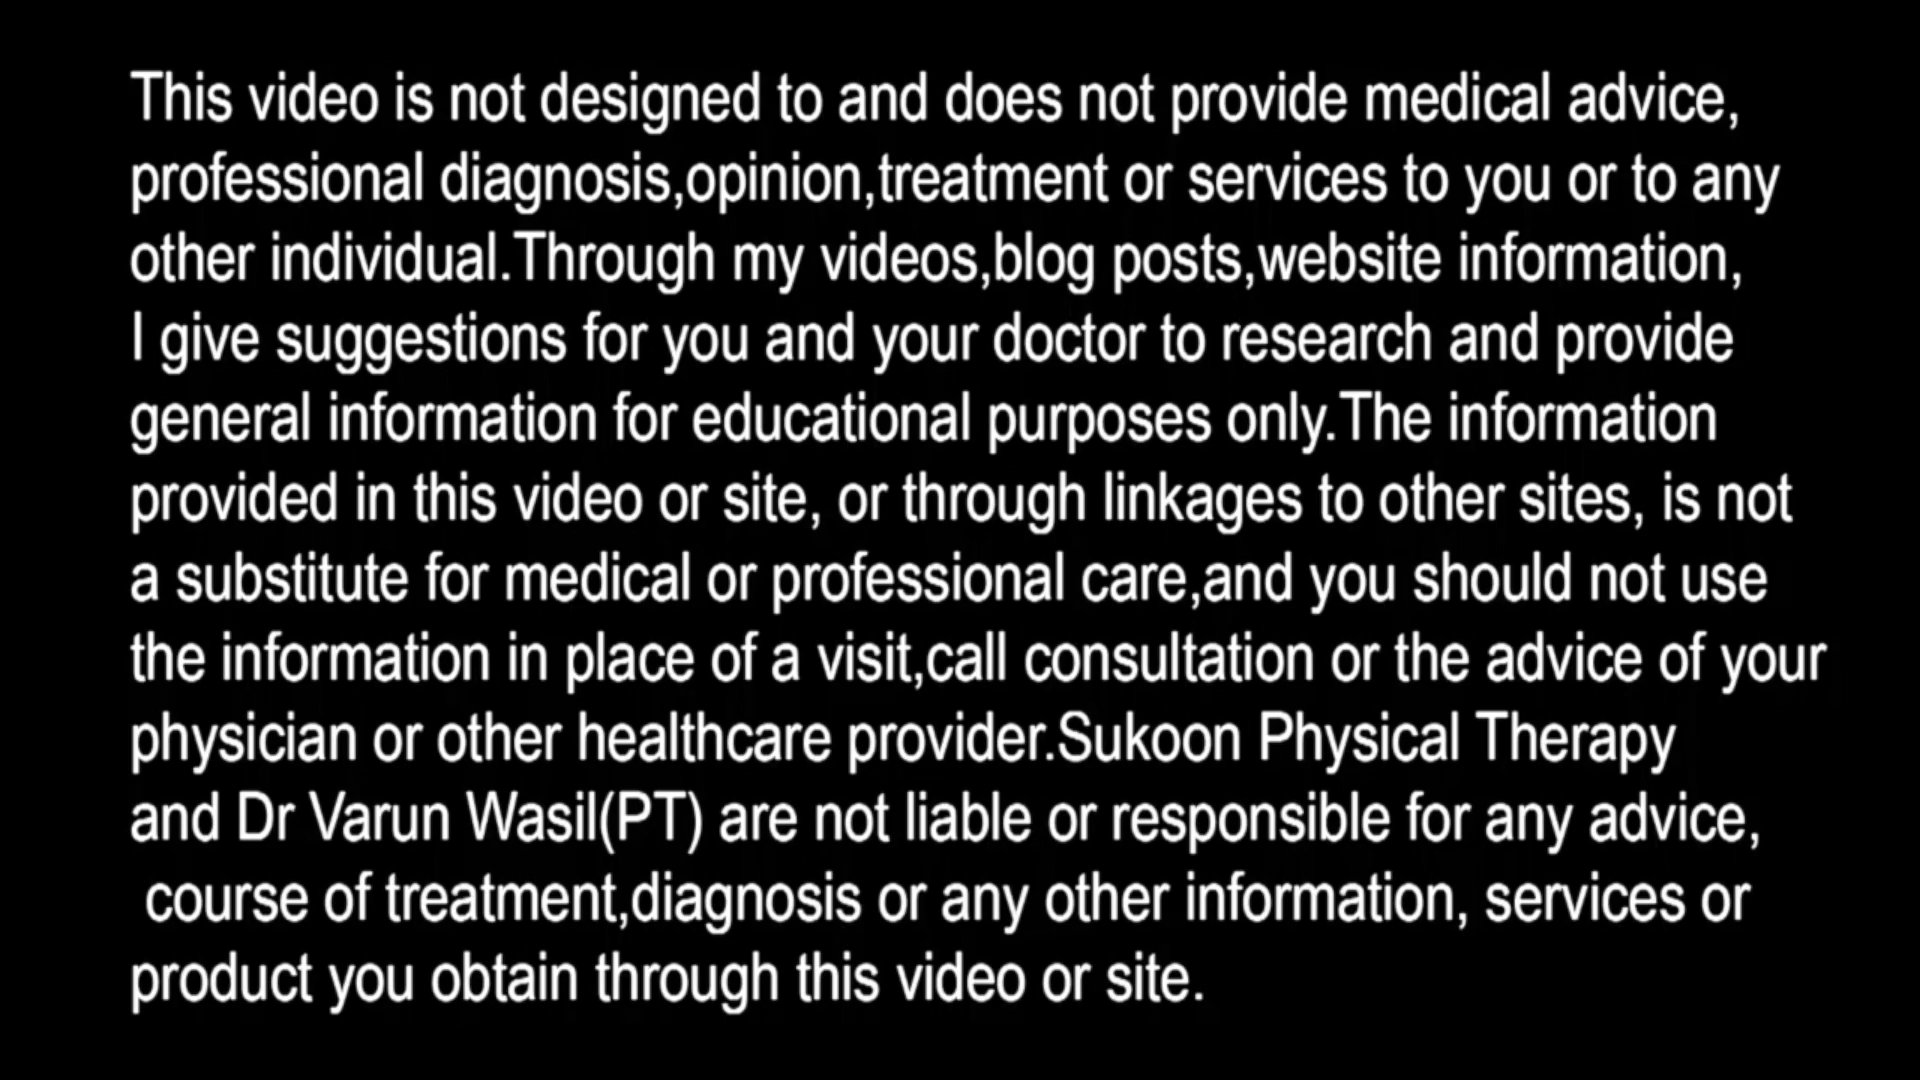 This video is not designed to and does not provide medical advice,
professional diagnosis,opinion,treatment or services to you or to any
other individual.Through my videos,blog posts,website information,
I give suggestions for you and your doctor to research and provide
general information for educational purposes only.The information
provided in this video or site, or through linkages to other sites, is not
a substitute for medical or professional care,and you should not use
the information in place of a visit,call consultation or the advice of your
physician or other healthcare provider.Sukoon Physical Therapy
and Dr Varun Wasil(PT) are not liable or responsible for any advice,
course of treatment,diagnosis or any other information, services or
product you obtain through this video or site.